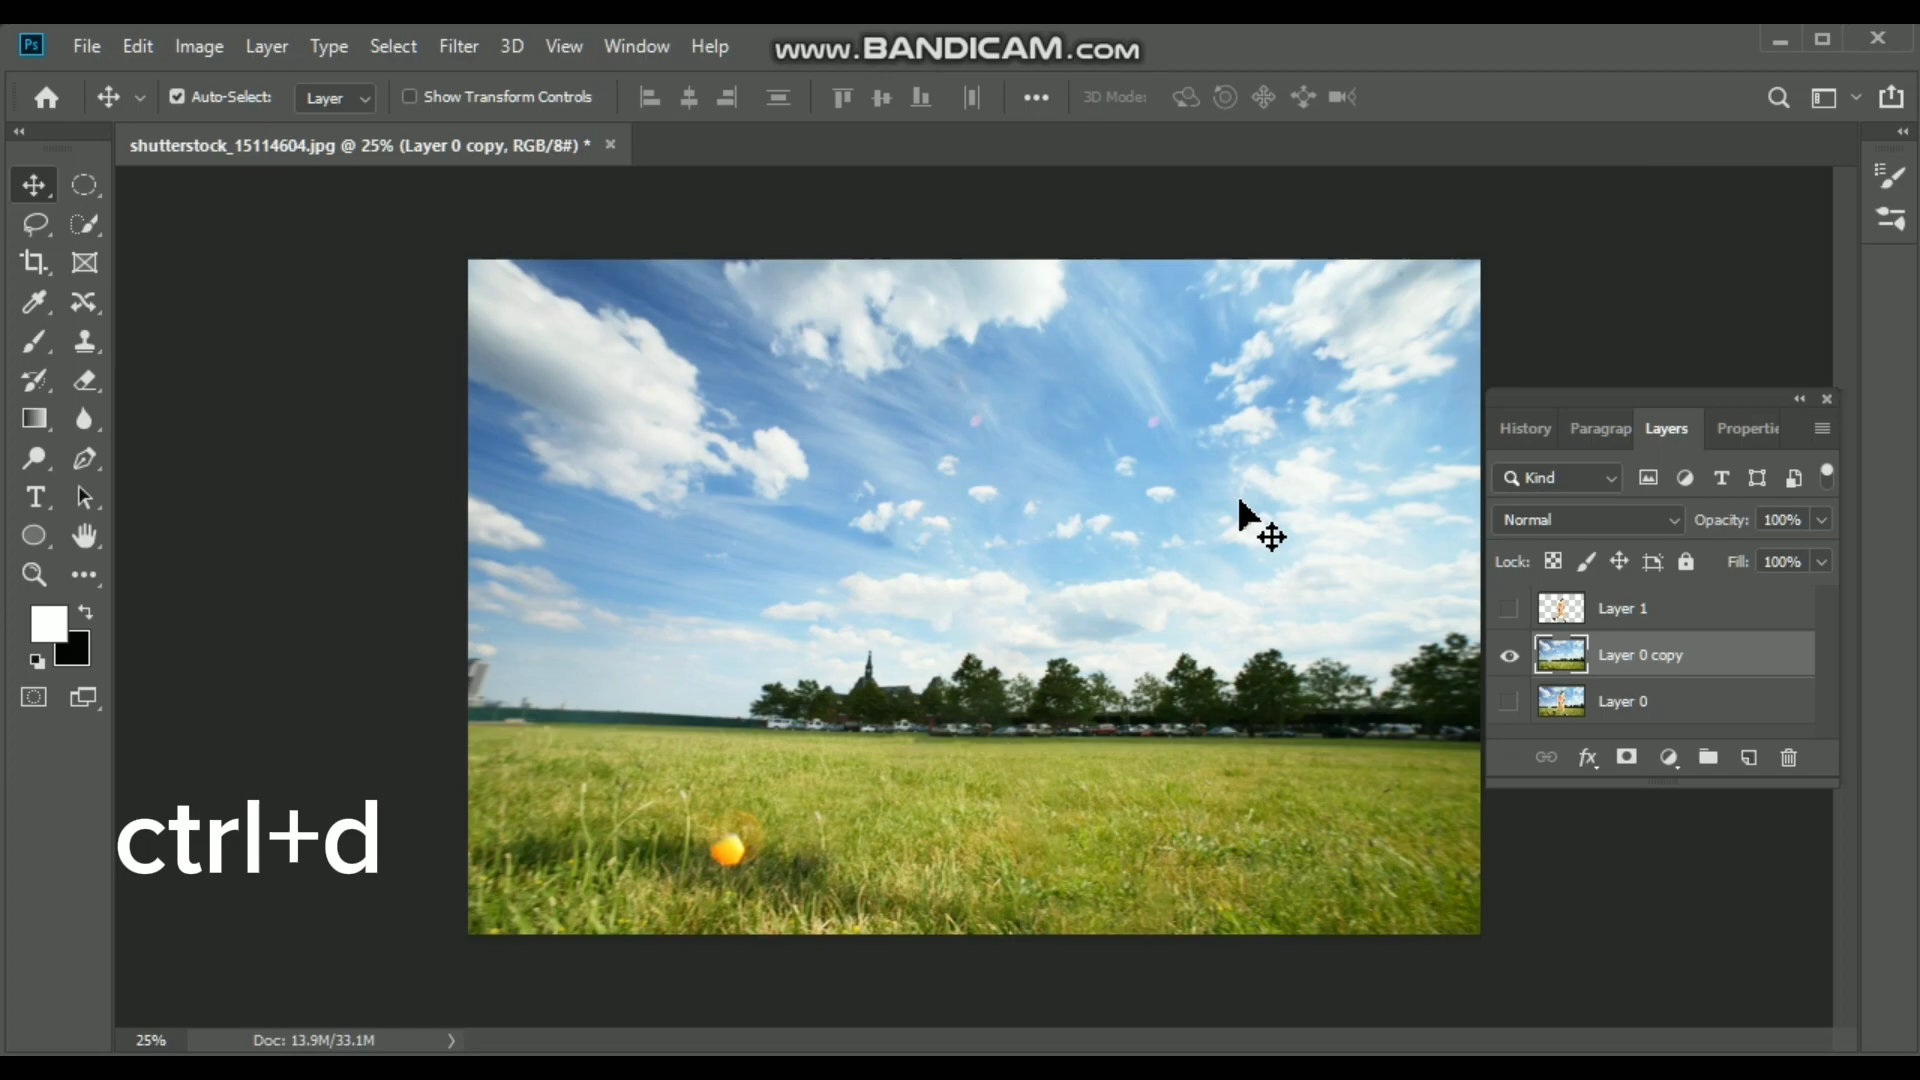 Ps File Edit Image Layer Type Select Filter 3D View Window Help
www.BANDICAM.com
Auto-Select: Layer Show Transform Controls 3D Mode:
shutterstock_15114604.jpg @ 25% (Layer 0 copy, RGB/8#) *
History Paragrap Layers Propertie
Kind
Normal Opacity: 100%
Lock: Fill: 100%
Layer 1
Layer 0 copy
Layer 0
fx
ctrl+d
25% Doc: 13.9M/33.1M